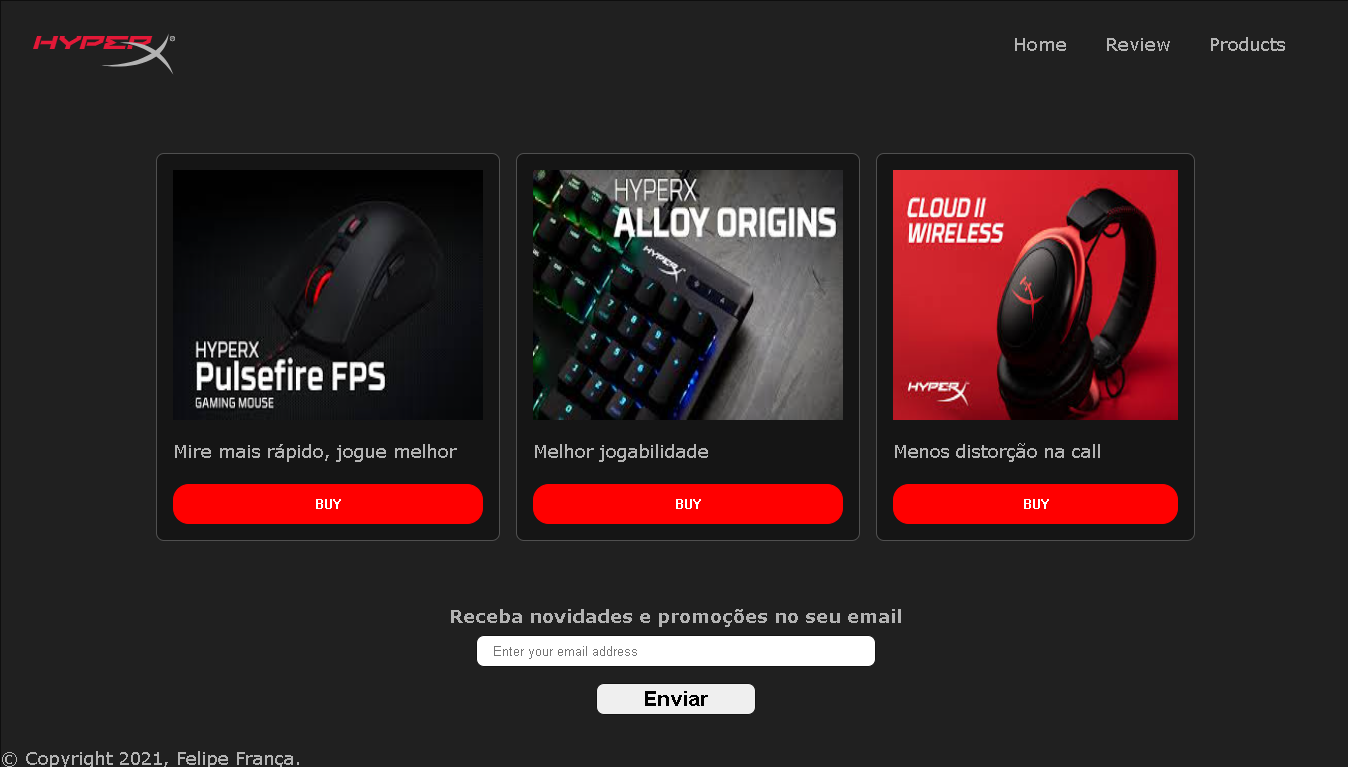 HYPERX®
Home Review Products
HYPERX
Pulsefire FPS
GAMING MOUSE
HYPERX
ALLOY ORIGINS
HYPERX
CLOUD II
WIRELESS
HYPERX
Mire mais rápido, jogue melhor
Melhor jogabilidade
Menos distorção na call
BUY
BUY
BUY
Receba novidades e promoções no seu email
Enter your email address
Enviar
© Copyright 2021, Felipe França.